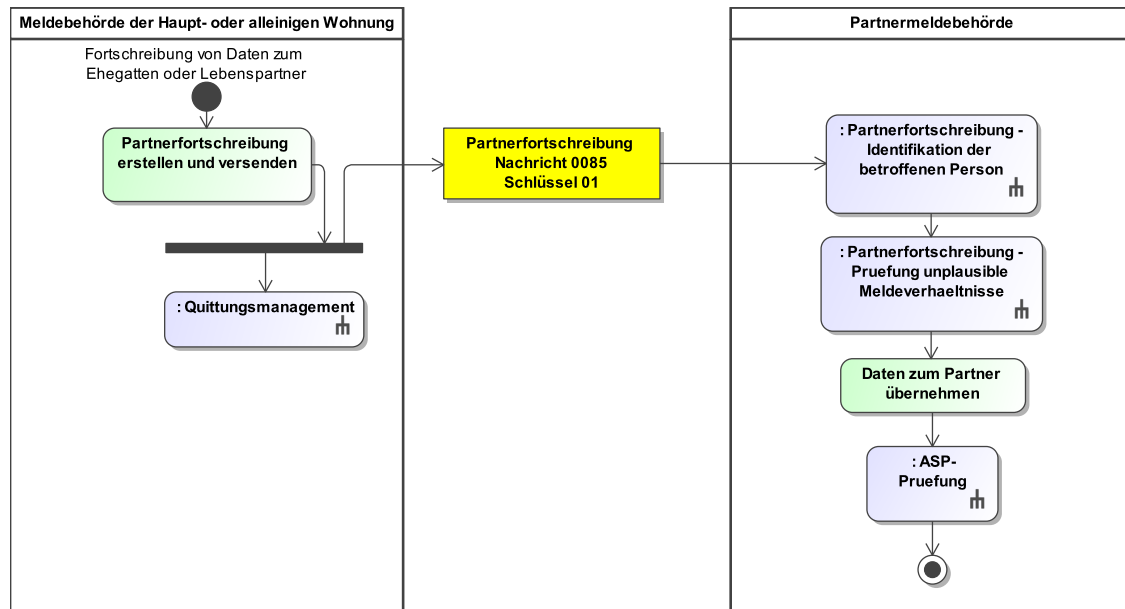 Meldebehörde der Haupt- oder alleinigen Wohnung
Partnermeldebehörde
Fortschreibung von Daten zum
Ehegatten oder Lebenspartner
Partnerfortschreibung
erstellen und versenden
: Quittungsmanagement
Partnerfortschreibung
Nachricht 0085
Schlüssel 01
: Partnerfortschreibung -
Identifikation der
betroffenen Person
: Partnerfortschreibung -
Pruefung unplausible
Meldeverhaeltnisse
Daten zum Partner
übernehmen
: ASP-
Pruefung